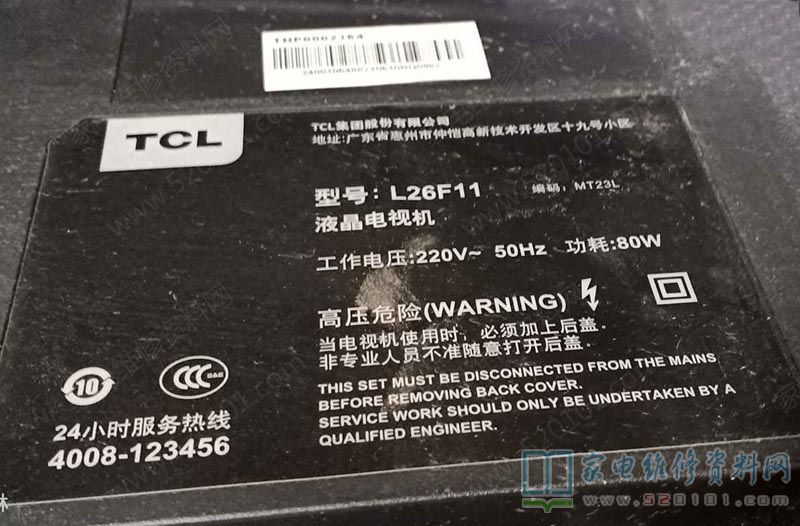 THF0002184
TCL
TCL集团股份有限公司
地址:广东省惠州市仲恺高新技术开发区十九号小区
型号: L26F11 编码: MT23L
液晶电视机
工作电压:220V~ 50Hz 功耗:80W
高压危险(WARNING)
当电视机使用时, 必须加上后盖。
非专业人员不准随意打开后盖。
THIS SET MUST BE DISCONNECTED FROM THE MAINS
BEFORE REMOVING BACK COVER.
SERVICE WORK SHOULD ONLY BE UNDERTAKEN BY A
QUALIFIED ENGINEER.
10
24小时服务热线
4008-123456
林
家电维修资料网
www.520101.com